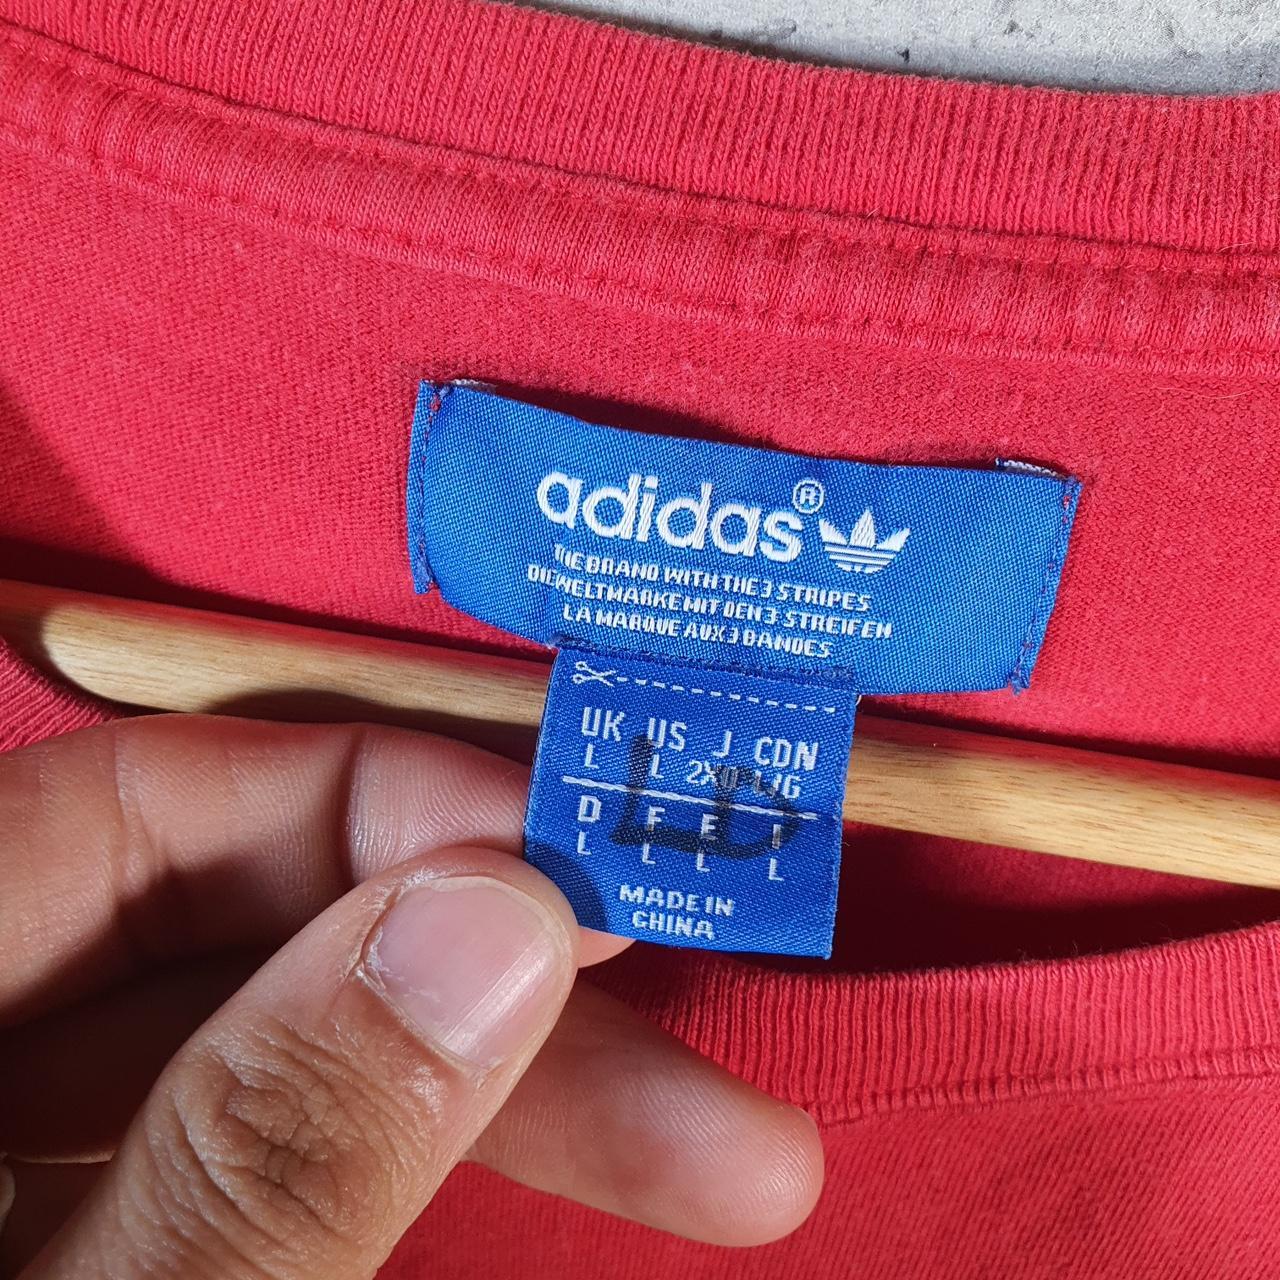 adidas®
THE BRAND WITH THE 3 STRIPES
DIE WELTMARKE MIT DEN 3 STREIFEN
LA MARQUE AUX 3 BANDES
UK US J CDN
L L 2XO L/G
D F E I
L L L L
MADE IN
CHINA